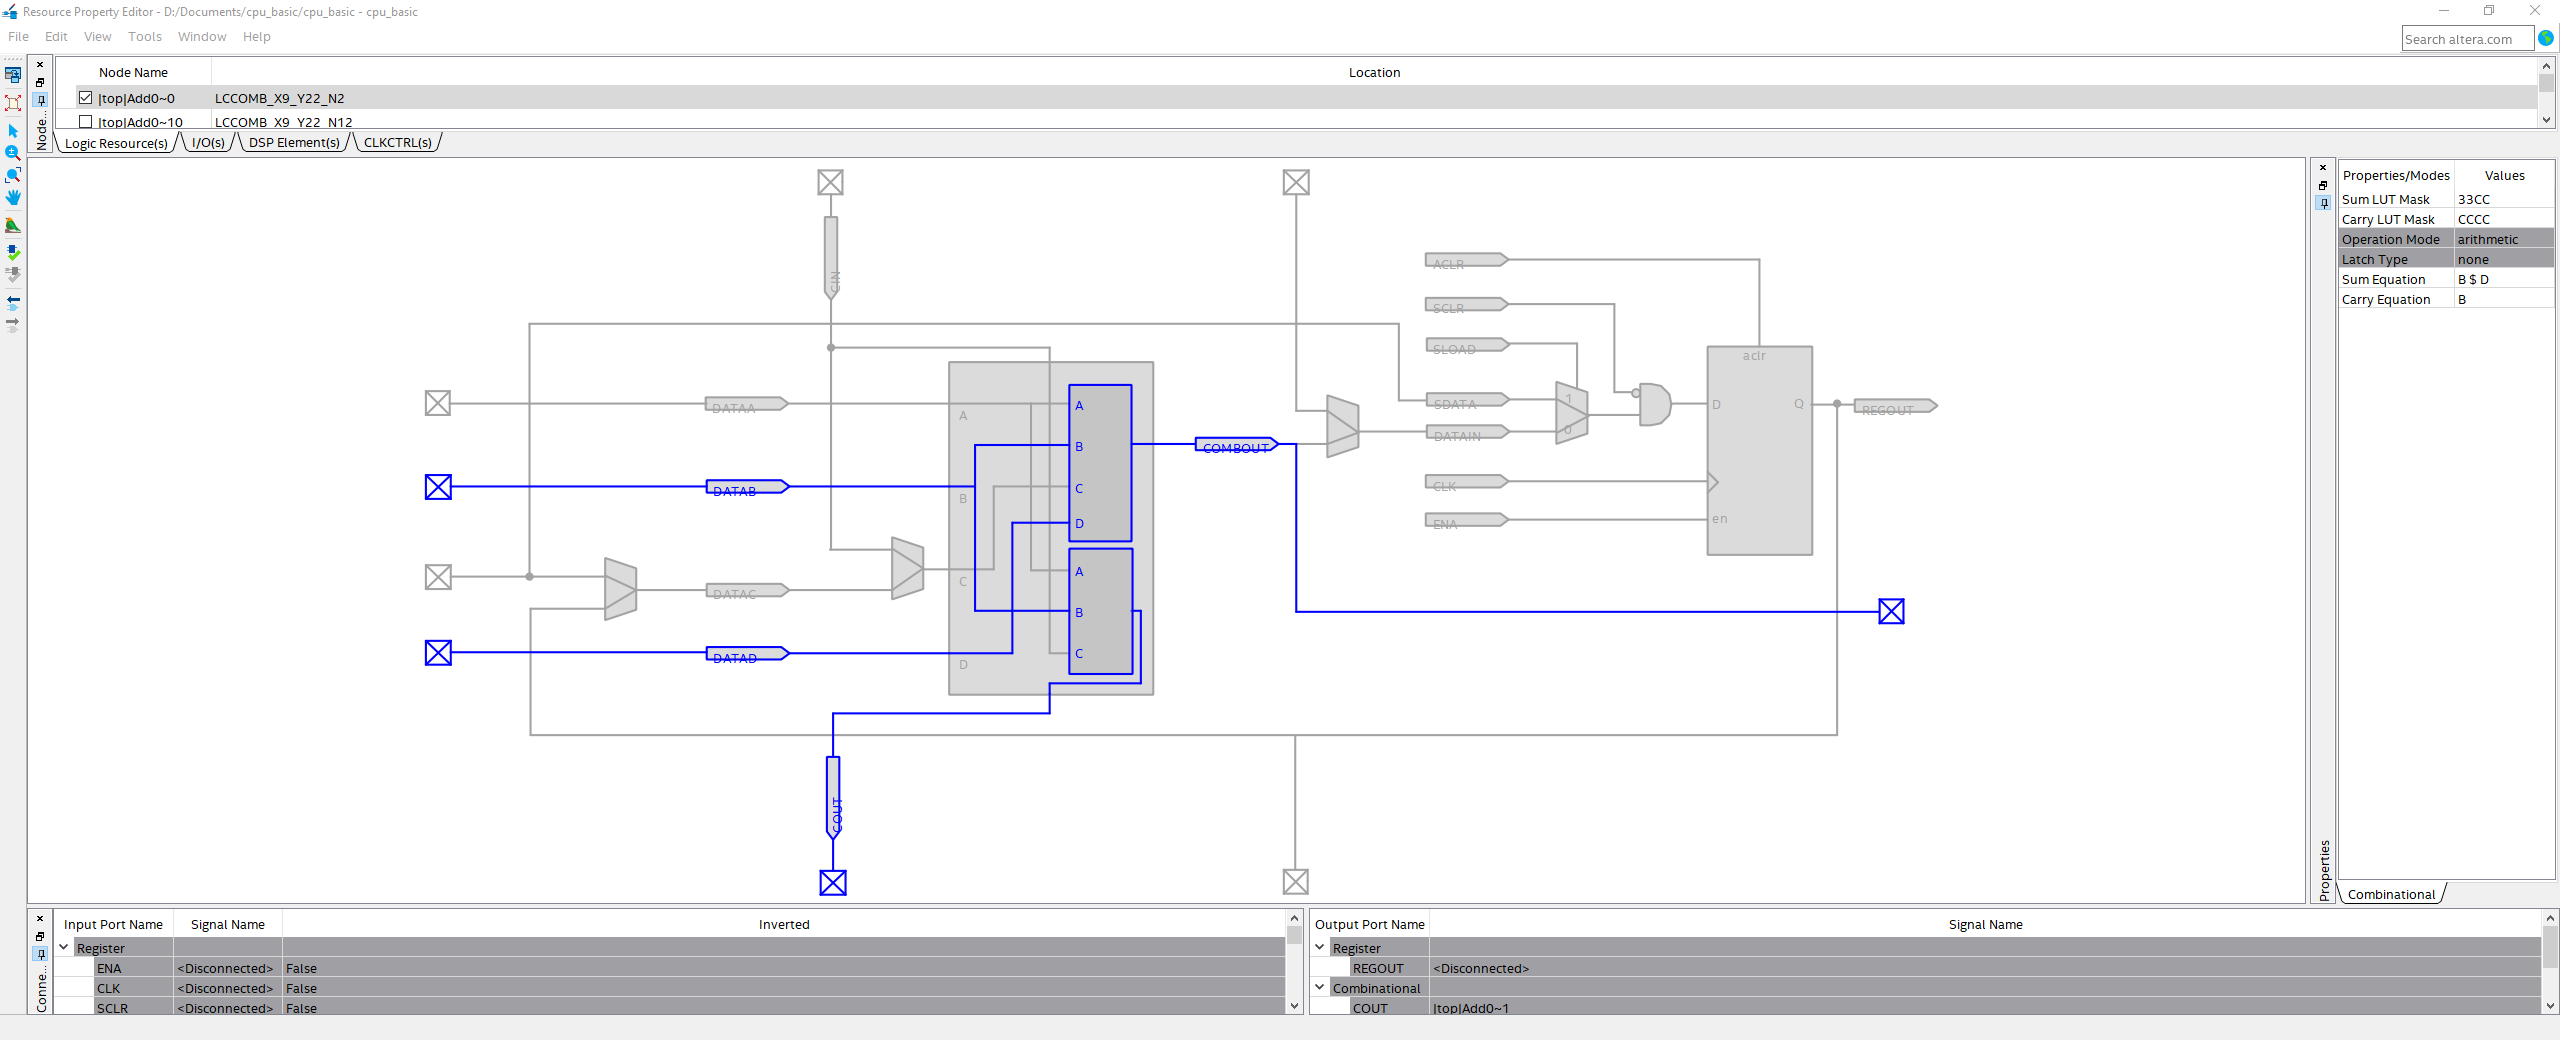 Resource Property Editor - D:/Documents/cpu_basic/cpu_basic - cpu_basic
File Edit View Tools Window Help
Search altera.com
Node Name Location
|top|Add0~0 LCCOMB_X9_Y22_N2
|top|Add0~10 LCCOMB_X9_Y22_N12
Node...
Logic Resource(s) I/O(s) DSP Element(s) CLKCTRL(s)
CIN
ACLR
SCLR
aclr
SLOAD
DATAA
A
A
SDATA
1
D
Q
REGOUT
B
COMBOUT
DATAIN
0
DATAB
B
C
CLK
D
ENA
en
DATAC
C
A
B
DATAD
D
C
COUT
Properties/Modes Values
Sum LUT Mask 33CC
Carry LUT Mask CCCC
Operation Mode arithmetic
Latch Type none
Sum Equation B $ D
Carry Equation B
Properties
Combinational
Input Port Name Signal Name Inverted
Register
ENA <Disconnected> False
CLK <Disconnected> False
SCLR <Disconnected> False
Conne...
Output Port Name Signal Name
Register
REGOUT <Disconnected>
Combinational
COUT |top|Add0~1